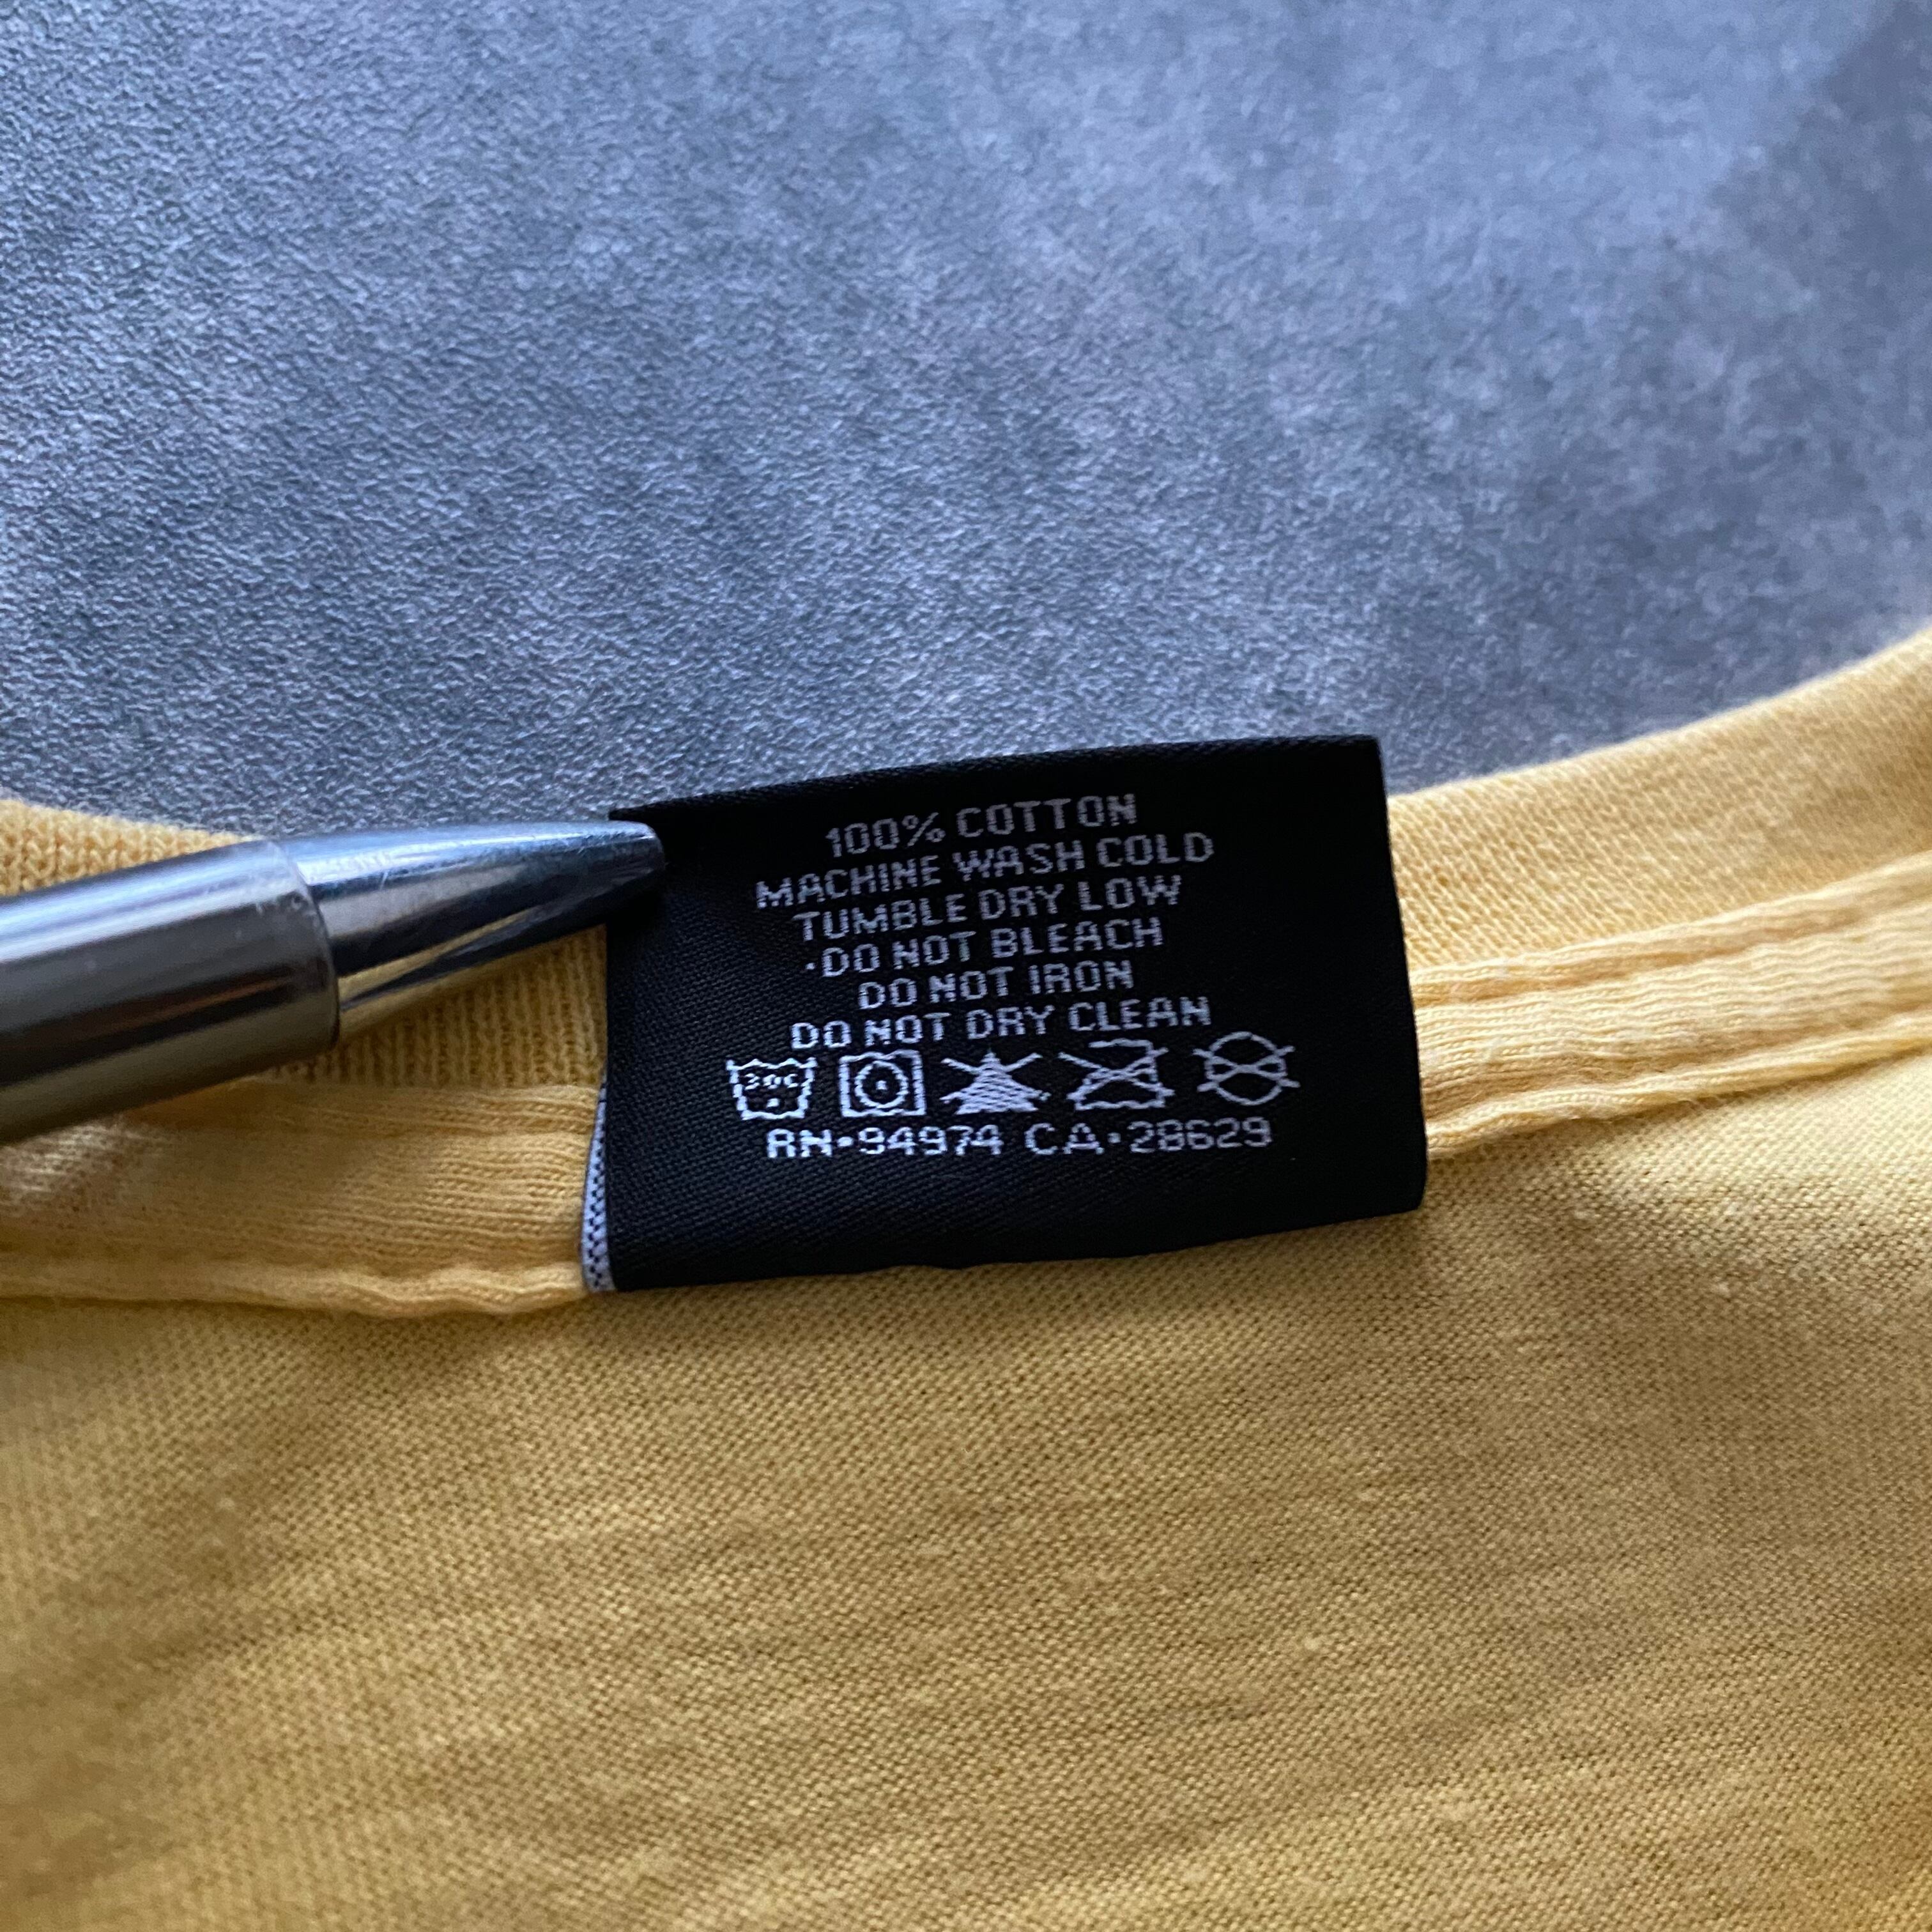 100% COTTON
MACHINE WASH COLD
TUMBLE DRY LOW
·DO NOT BLEACH
DO NOT IRON
DO NOT DRY CLEAN
30C
RN·94974 CA·28629